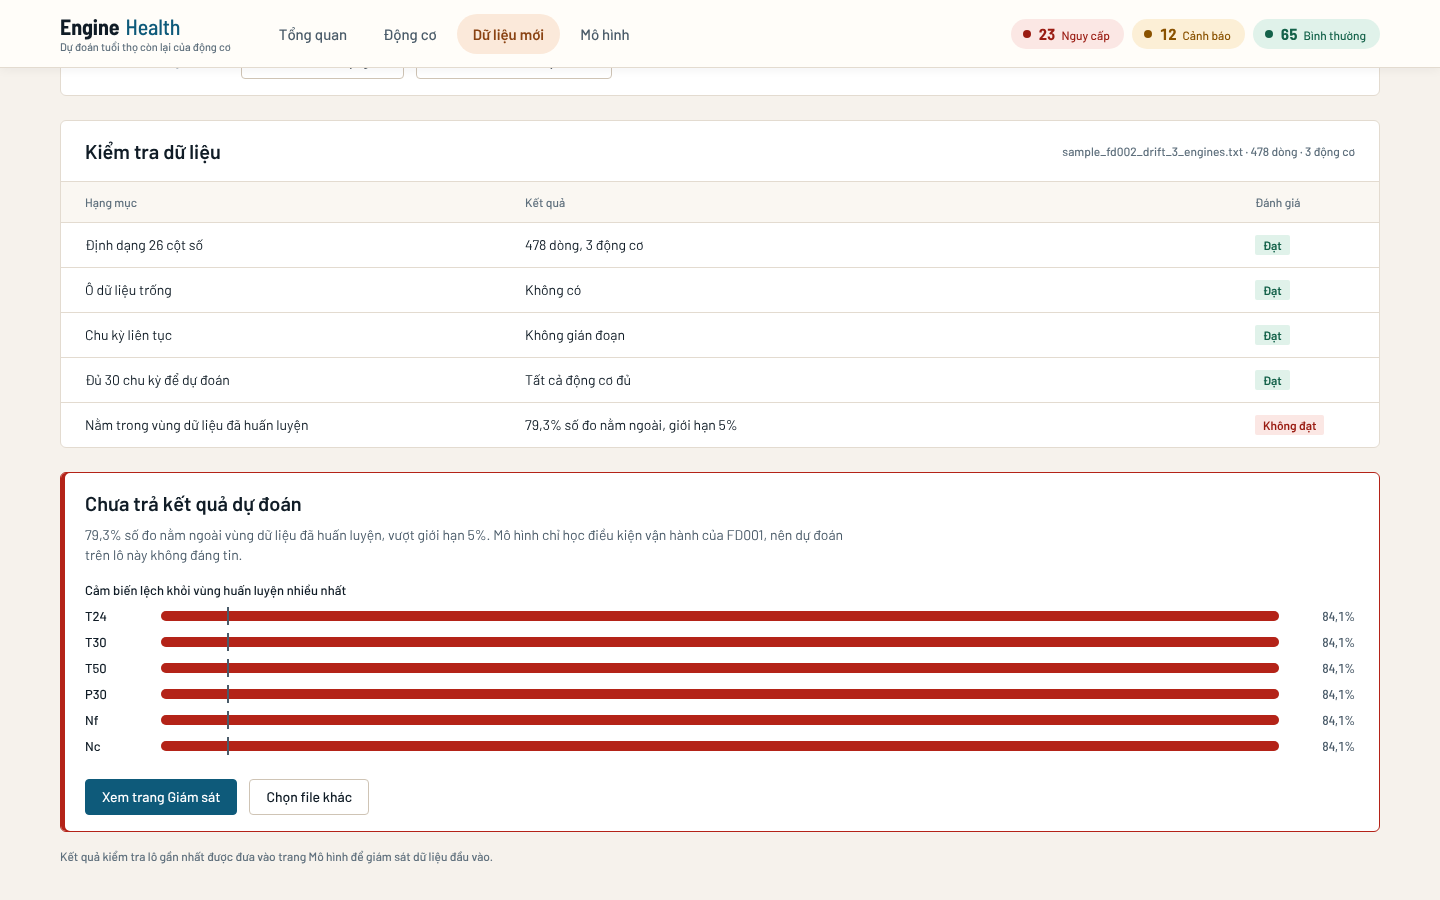 Engine Health
Dự đoán tuổi thọ còn lại của động cơ
Tổng quan
Động cơ
Dữ liệu mới
Mô hình
23 Nguy cấp
12 Cảnh báo
65 Bình thường
Kiểm tra dữ liệu
sample_fd002_drift_3_engines.txt · 478 dòng · 3 động cơ
Hạng mục Kết quả Đánh giá
Định dạng 26 cột số 478 dòng, 3 động cơ Đạt
Ô dữ liệu trống Không có Đạt
Chu kỳ liên tục Không gián đoạn Đạt
Đủ 30 chu kỳ để dự đoán Tất cả động cơ đủ Đạt
Nằm trong vùng dữ liệu đã huấn luyện 79,3% số đo nằm ngoài, giới hạn 5% Không đạt
Chưa trả kết quả dự đoán
79,3% số đo nằm ngoài vùng dữ liệu đã huấn luyện, vượt giới hạn 5%. Mô hình chỉ học điều kiện vận hành của FD001, nên dự đoán
trên lô này không đáng tin.
Cảm biến lệch khỏi vùng huấn luyện nhiều nhất
T24 84,1%
T30 84,1%
T50 84,1%
P30 84,1%
Nf 84,1%
Nc 84,1%
Xem trang Giám sát
Chọn file khác
Kết quả kiểm tra lô gần nhất được đưa vào trang Mô hình để giám sát dữ liệu đầu vào.